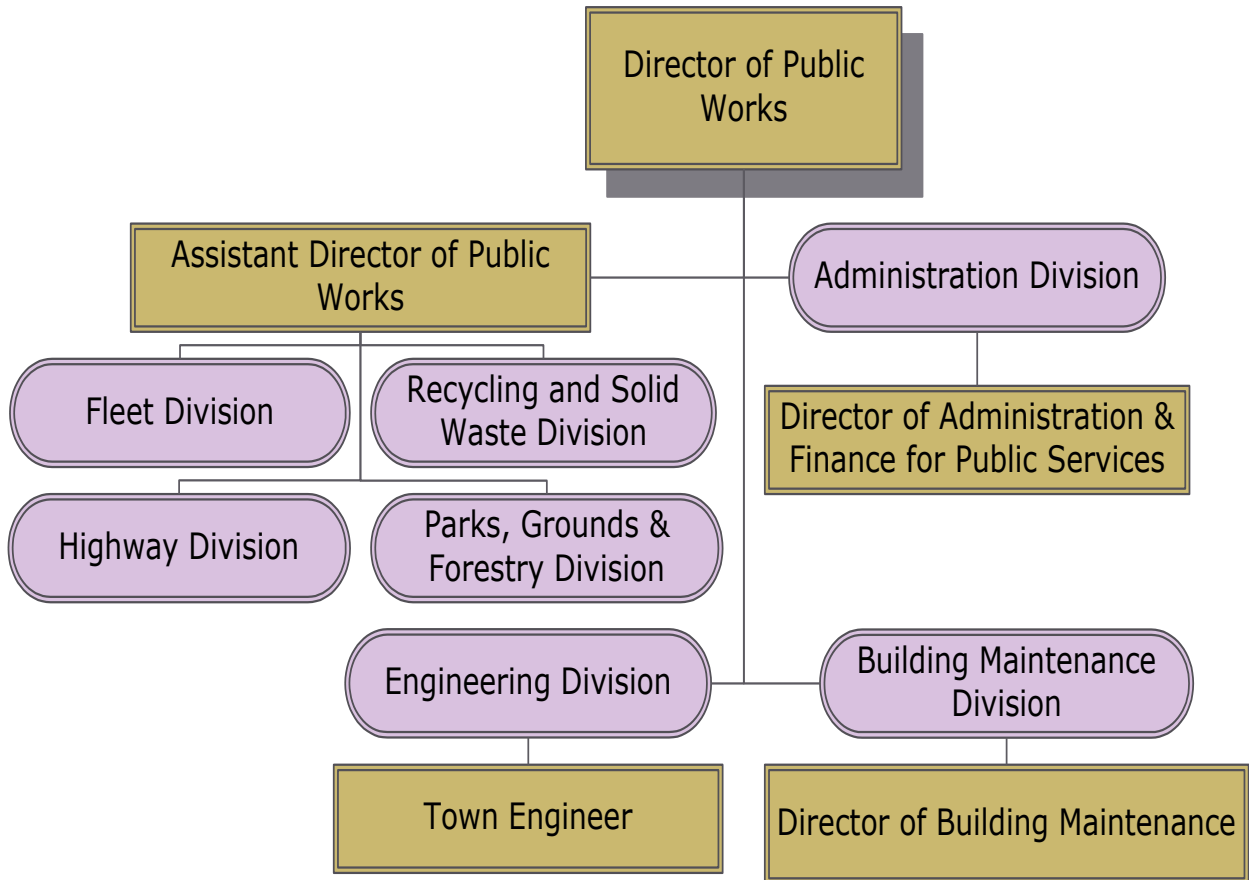 Director of Public
Works
Assistant Director of Public
Works
Administration Division
Fleet Division
Recycling and Solid
Waste Division
Director of Administration &
Finance for Public Services
Highway Division
Parks, Grounds &
Forestry Division
Engineering Division
Building Maintenance
Division
Town Engineer
Director of Building Maintenance